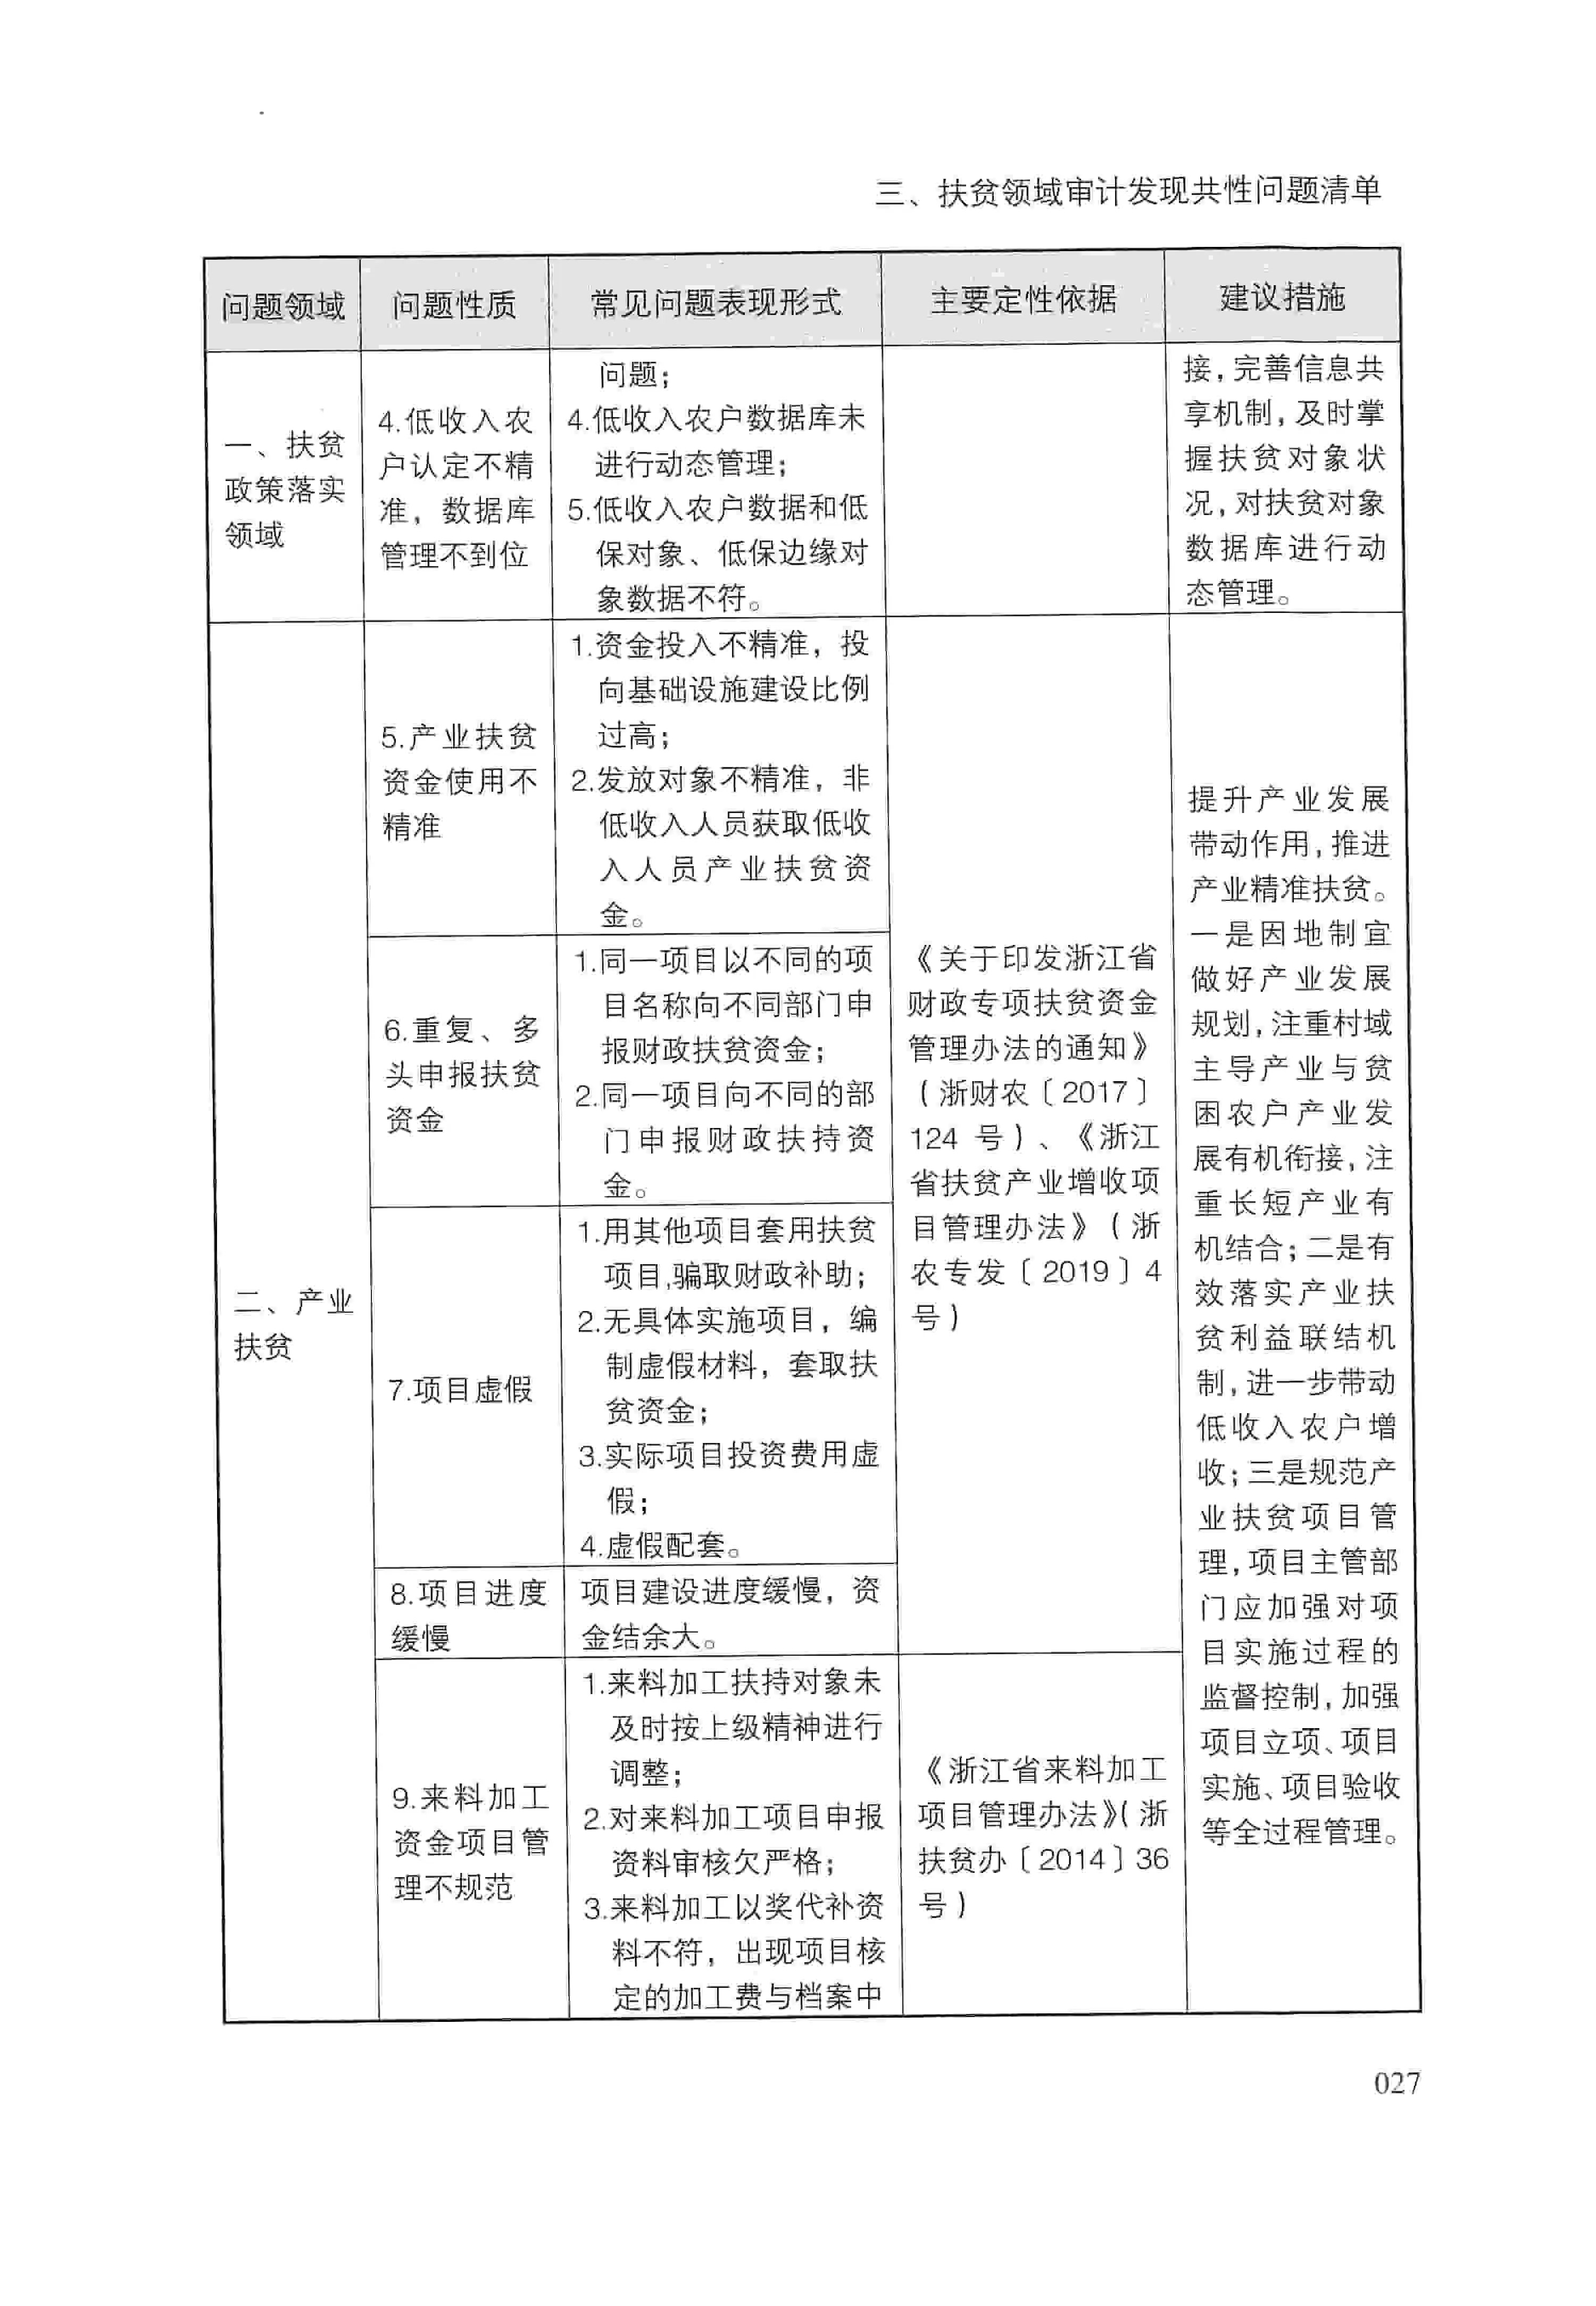 三、扶贫领域审计发现共性问题清单
问题领域
问题性质
常见问题表现形式
主要定性依据
建议措施
一、扶贫
政策落实
领域
4.低收入农
户认定不精
准，数据库
管理不到位
问题；
4.低收入农户数据库未
进行动态管理；
5.低收入农户数据和低
保对象、低保边缘对
象数据不符。
接，完善信息共
享机制，及时掌
握扶贫对象状
况，对扶贫对象
数据库进行动
态管理。
二、产业
扶贫
5.产业扶贫
资金使用不
精准
1.资金投入不精准，投
向基础设施建设比例
过高；
2.发放对象不精准，非
低收入人员获取低收
入人员产业扶贫资
金。
6.重复、多
头申报扶贫
资金
1.同一项目以不同的项
目名称向不同部门申
报财政扶贫资金；
2.同一项目向不同的部
门申报财政扶持资
金。
7.项目虚假
1.用其他项目套用扶贫
项目,骗取财政补助；
2.无具体实施项目，编
制虚假材料，套取扶
贫资金；
3.实际项目投资费用虚
假；
4.虚假配套。
8.项目进度
缓慢
项目建设进度缓慢，资
金结余大。
《关于印发浙江省
财政专项扶贫资金
管理办法的通知》
（浙财农〔2017〕
124 号）、《浙江
省扶贫产业增收项
目管理办法》（浙
农专发〔2019〕4
号）
9.来料加工
资金项目管
理不规范
1.来料加工扶持对象未
及时按上级精神进行
调整；
2.对来料加工项目申报
资料审核欠严格；
3.来料加工以奖代补资
料不符，出现项目核
定的加工费与档案中
《浙江省来料加工
项目管理办法》（浙
扶贫办〔2014〕36
号）
提升产业发展
带动作用，推进
产业精准扶贫。
一是因地制宜
做好产业发展
规划，注重村域
主导产业与贫
困农户产业发
展有机衔接，注
重长短产业有
机结合；二是有
效落实产业扶
贫利益联结机
制，进一步带动
低收入农户增
收；三是规范产
业扶贫项目管
理，项目主管部
门应加强对项
目实施过程的
监督控制，加强
项目立项、项目
实施、项目验收
等全过程管理。
027